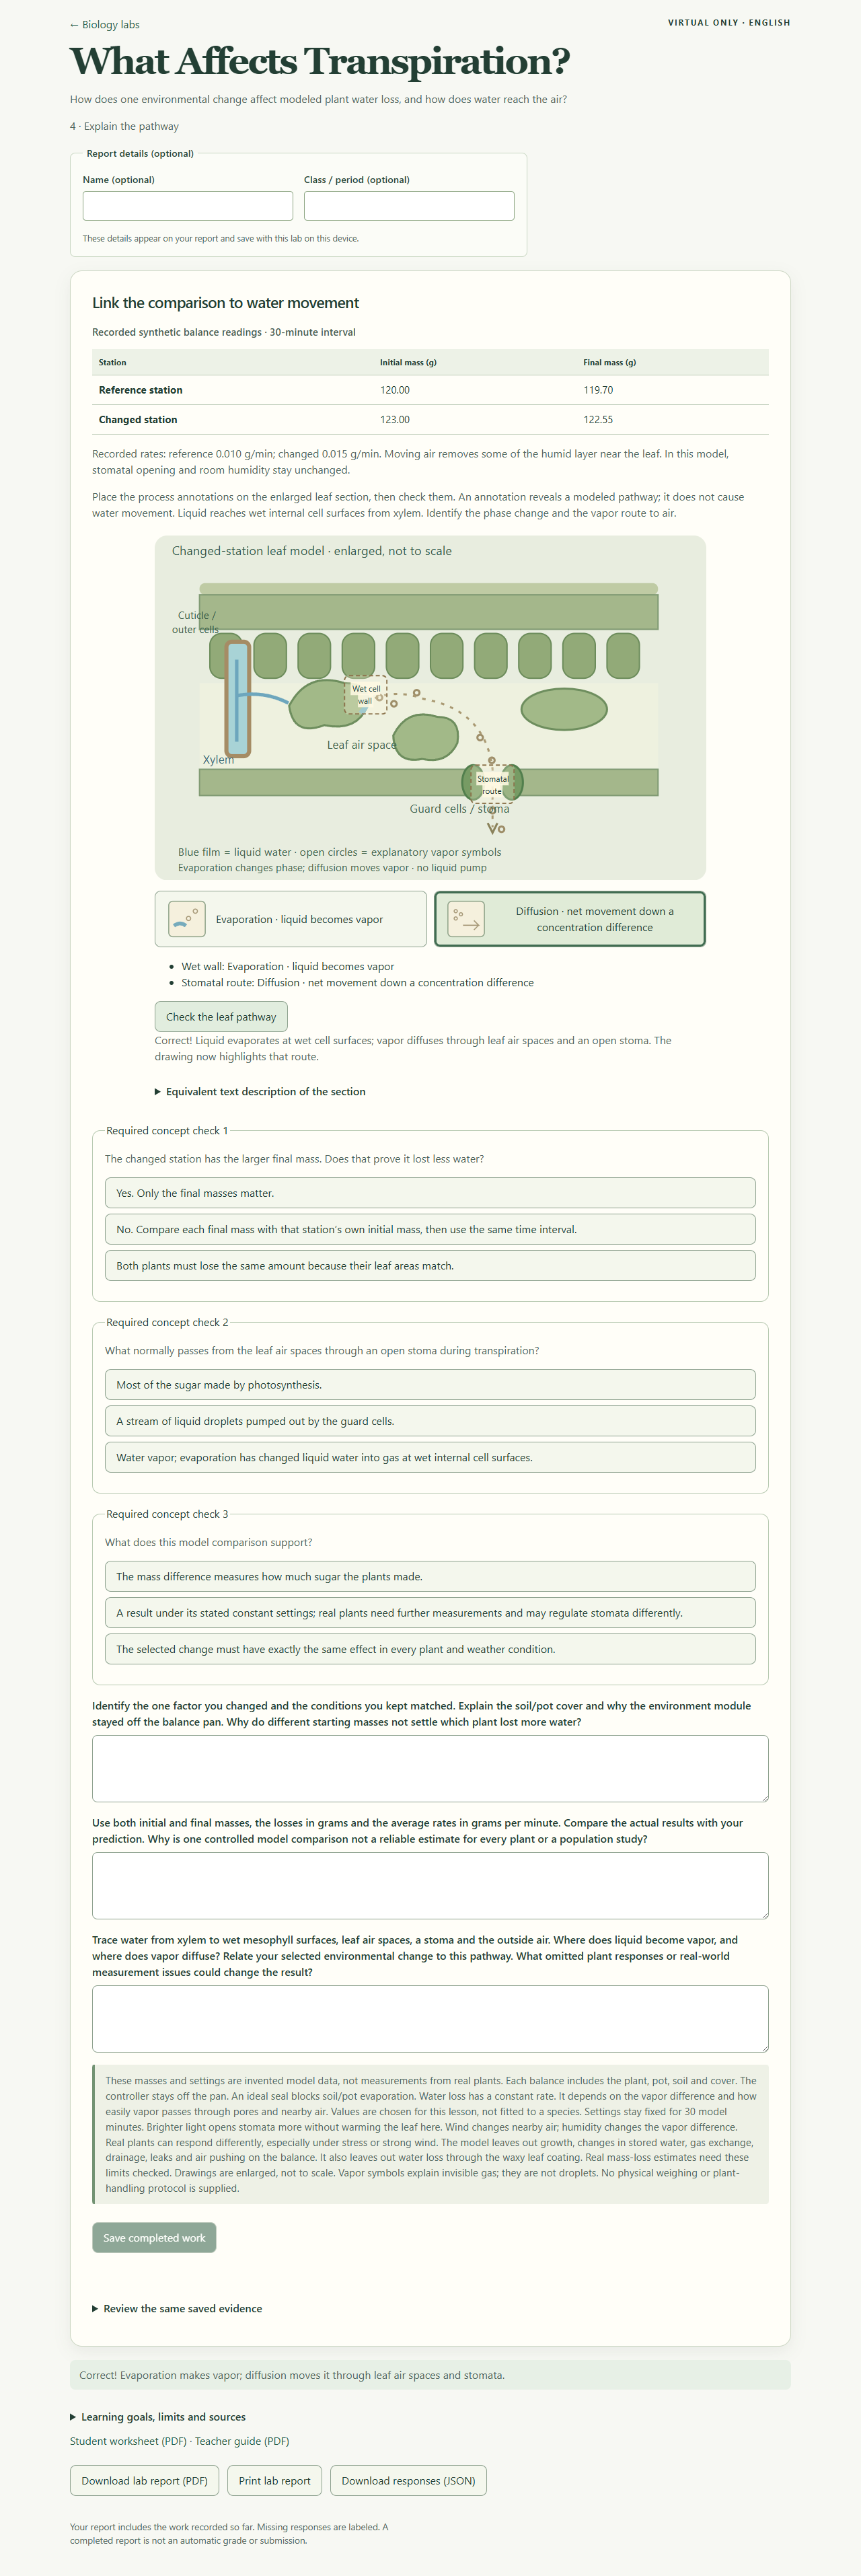 ← Biology labs
VIRTUAL ONLY · ENGLISH
What Affects Transpiration?
How does one environmental change affect modeled plant water loss, and how does water reach the air?
4 · Explain the pathway
Report details (optional)
Name (optional)
Class / period (optional)
These details appear on your report and save with this lab on this device.
Link the comparison to water movement
Recorded synthetic balance readings · 30-minute interval
Station Initial mass (g) Final mass (g)
Reference station 120.00 119.70
Changed station 123.00 122.55
Recorded rates: reference 0.010 g/min; changed 0.015 g/min. Moving air removes some of the humid layer near the leaf. In this model,
stomatal opening and room humidity stay unchanged.
Place the process annotations on the enlarged leaf section, then check them. An annotation reveals a modeled pathway; it does not cause
water movement. Liquid reaches wet internal cell surfaces from xylem. Identify the phase change and the vapor route to air.
Changed-station leaf model · enlarged, not to scale
Cuticle /
outer cells
Wet cell
wall
Leaf air space
Xylem
Stomatal
route
Guard cells / stoma
Blue film = liquid water · open circles = explanatory vapor symbols
Evaporation changes phase; diffusion moves vapor · no liquid pump
Evaporation · liquid becomes vapor
Diffusion · net movement down a
concentration difference
• Wet wall: Evaporation · liquid becomes vapor
• Stomatal route: Diffusion · net movement down a concentration difference
Check the leaf pathway
Correct! Liquid evaporates at wet cell surfaces; vapor diffuses through leaf air spaces and an open stoma. The
drawing now highlights that route.
▶ Equivalent text description of the section
Required concept check 1
The changed station has the larger final mass. Does that prove it lost less water?
Yes. Only the final masses matter.
No. Compare each final mass with that station's own initial mass, then use the same time interval.
Both plants must lose the same amount because their leaf areas match.
Required concept check 2
What normally passes from the leaf air spaces through an open stoma during transpiration?
Most of the sugar made by photosynthesis.
A stream of liquid droplets pumped out by the guard cells.
Water vapor; evaporation has changed liquid water into gas at wet internal cell surfaces.
Required concept check 3
What does this model comparison support?
The mass difference measures how much sugar the plants made.
A result under its stated constant settings; real plants need further measurements and may regulate stomata differently.
The selected change must have exactly the same effect in every plant and weather condition.
Identify the one factor you changed and the conditions you kept matched. Explain the soil/pot cover and why the environment module
stayed off the balance pan. Why do different starting masses not settle which plant lost more water?
Use both initial and final masses, the losses in grams and the average rates in grams per minute. Compare the actual results with your
prediction. Why is one controlled model comparison not a reliable estimate for every plant or a population study?
Trace water from xylem to wet mesophyll surfaces, leaf air spaces, a stoma and the outside air. Where does liquid become vapor, and
where does vapor diffuse? Relate your selected environmental change to this pathway. What omitted plant responses or real-world
measurement issues could change the result?
These masses and settings are invented model data, not measurements from real plants. Each balance includes the plant, pot, soil and cover. The
controller stays off the pan. An ideal seal blocks soil/pot evaporation. Water loss has a constant rate. It depends on the vapor difference and how
easily vapor passes through pores and nearby air. Values are chosen for this lesson, not fitted to a species. Settings stay fixed for 30 model
minutes. Brighter light opens stomata more without warming the leaf here. Wind changes nearby air; humidity changes the vapor difference.
Real plants can respond differently, especially under stress or strong wind. The model leaves out growth, changes in stored water, gas exchange,
drainage, leaks and air pushing on the balance. It also leaves out water loss through the waxy leaf coating. Real mass-loss estimates need these
limits checked. Drawings are enlarged, not to scale. Vapor symbols explain invisible gas; they are not droplets. No physical weighing or plant-
handling protocol is supplied.
Save completed work
▶ Review the same saved evidence
Correct! Evaporation makes vapor; diffusion moves it through leaf air spaces and stomata.
▶ Learning goals, limits and sources
Student worksheet (PDF) · Teacher guide (PDF)
Download lab report (PDF)
Print lab report
Download responses (JSON)
Your report includes the work recorded so far. Missing responses are labeled. A
completed report is not an automatic grade or submission.